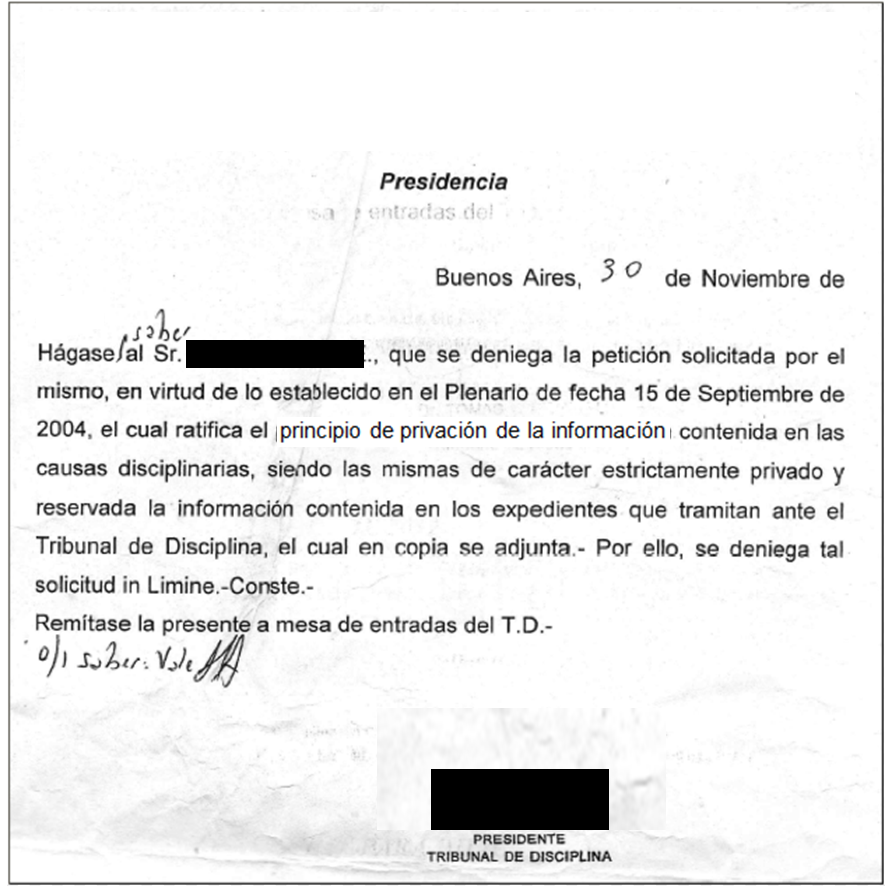 Presidencia
entradas del
Buenos Aires, 30 de Noviembre de
saber
Hágase/al Sr. ., que se deniega la petición solicitada por el
mismo, en virtud de lo establecido en el Plenario de fecha 15 de Septiembre de
2004, el cual ratifica el principio de privación de la información contenida en las
causas disciplinarias, siendo las mismas de carácter estrictamente privado y
reservada la información contenida en los expedientes que tramitan ante el
Tribunal de Disciplina, el cual en copia se adjunta.- Por ello, se deniega tal
solicitud in Limine.-Conste.-
Remítase la presente a mesa de entradas del T.D.-
o/l saber: Vale
PRESIDENTE
TRIBUNAL DE DISCIPLINA